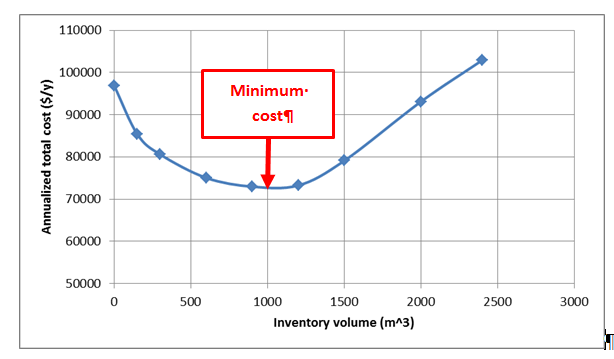 110000
100000
90000
80000
70000
60000
50000
Annualized total cost ($/y)
Minimum·
cost¶
0 500 1000 1500 2000 2500 3000
Inventory volume (m^3)
¶